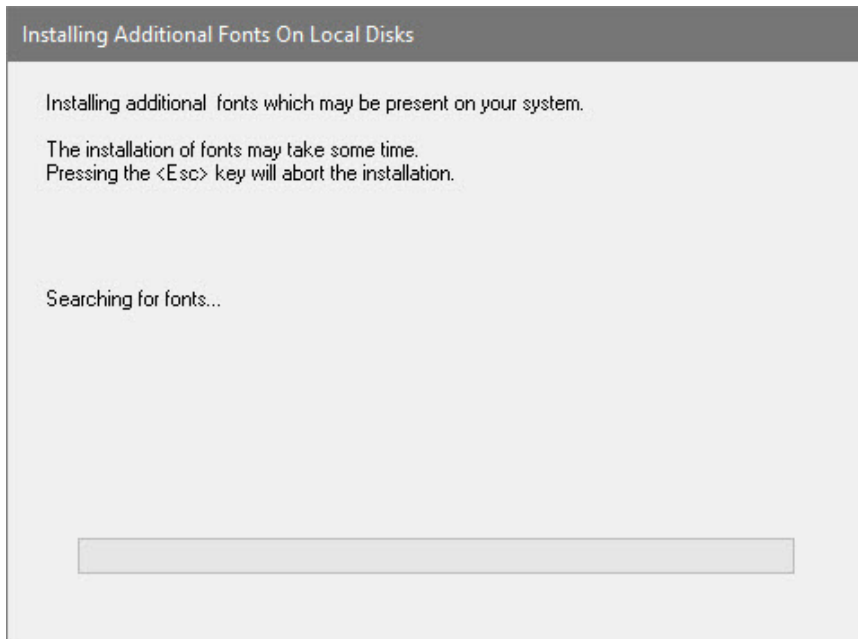 Installing Additional Fonts On Local Disks
Installing additional  fonts which may be present on your system.
The installation of fonts may take some time.
Pressing the <Esc> key will abort the installation.
Searching for fonts...